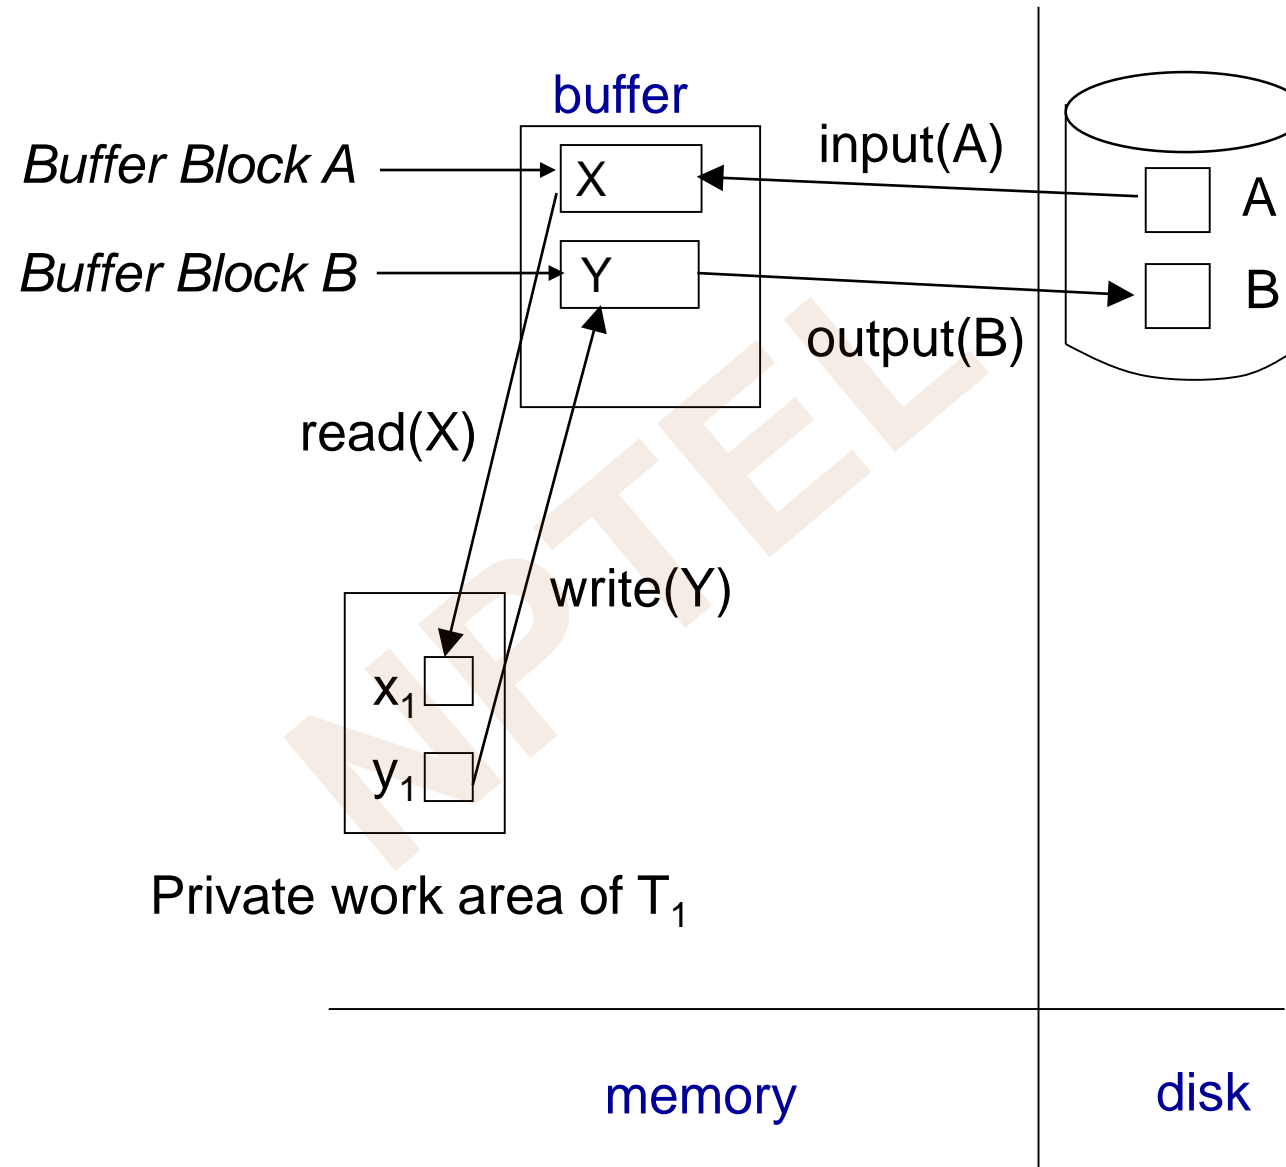 buffer
Buffer Block A
X
input(A)
A
Buffer Block B
Y
B
output(B)
read(X)
write(Y)
x₁
y₁
Private work area of T₁
memory
disk
NPTEL